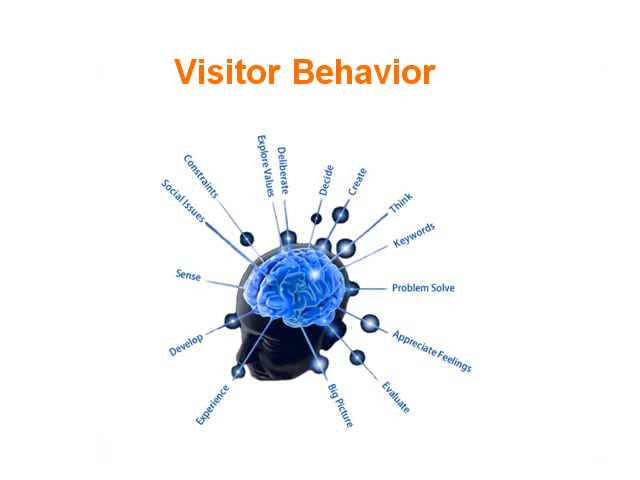 Visitor Behavior
Constraints
Social Issues
Explore Values
Deliberate
Decide
Create
Think
Keywords
Sense
Problem Solve
Develop
Appreciate Feelings
Experience
Big Picture
Evaluate